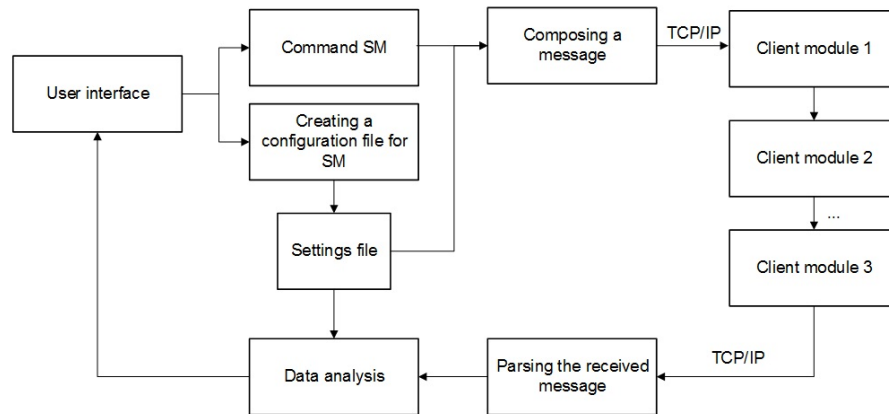 Command SM
Composing a
message
TCP/IP
Client module 1
User interface
Creating a
configuration file for
SM
Client module 2
...
Settings file
Client module 3
Data analysis
Parsing the received
message
TCP/IP